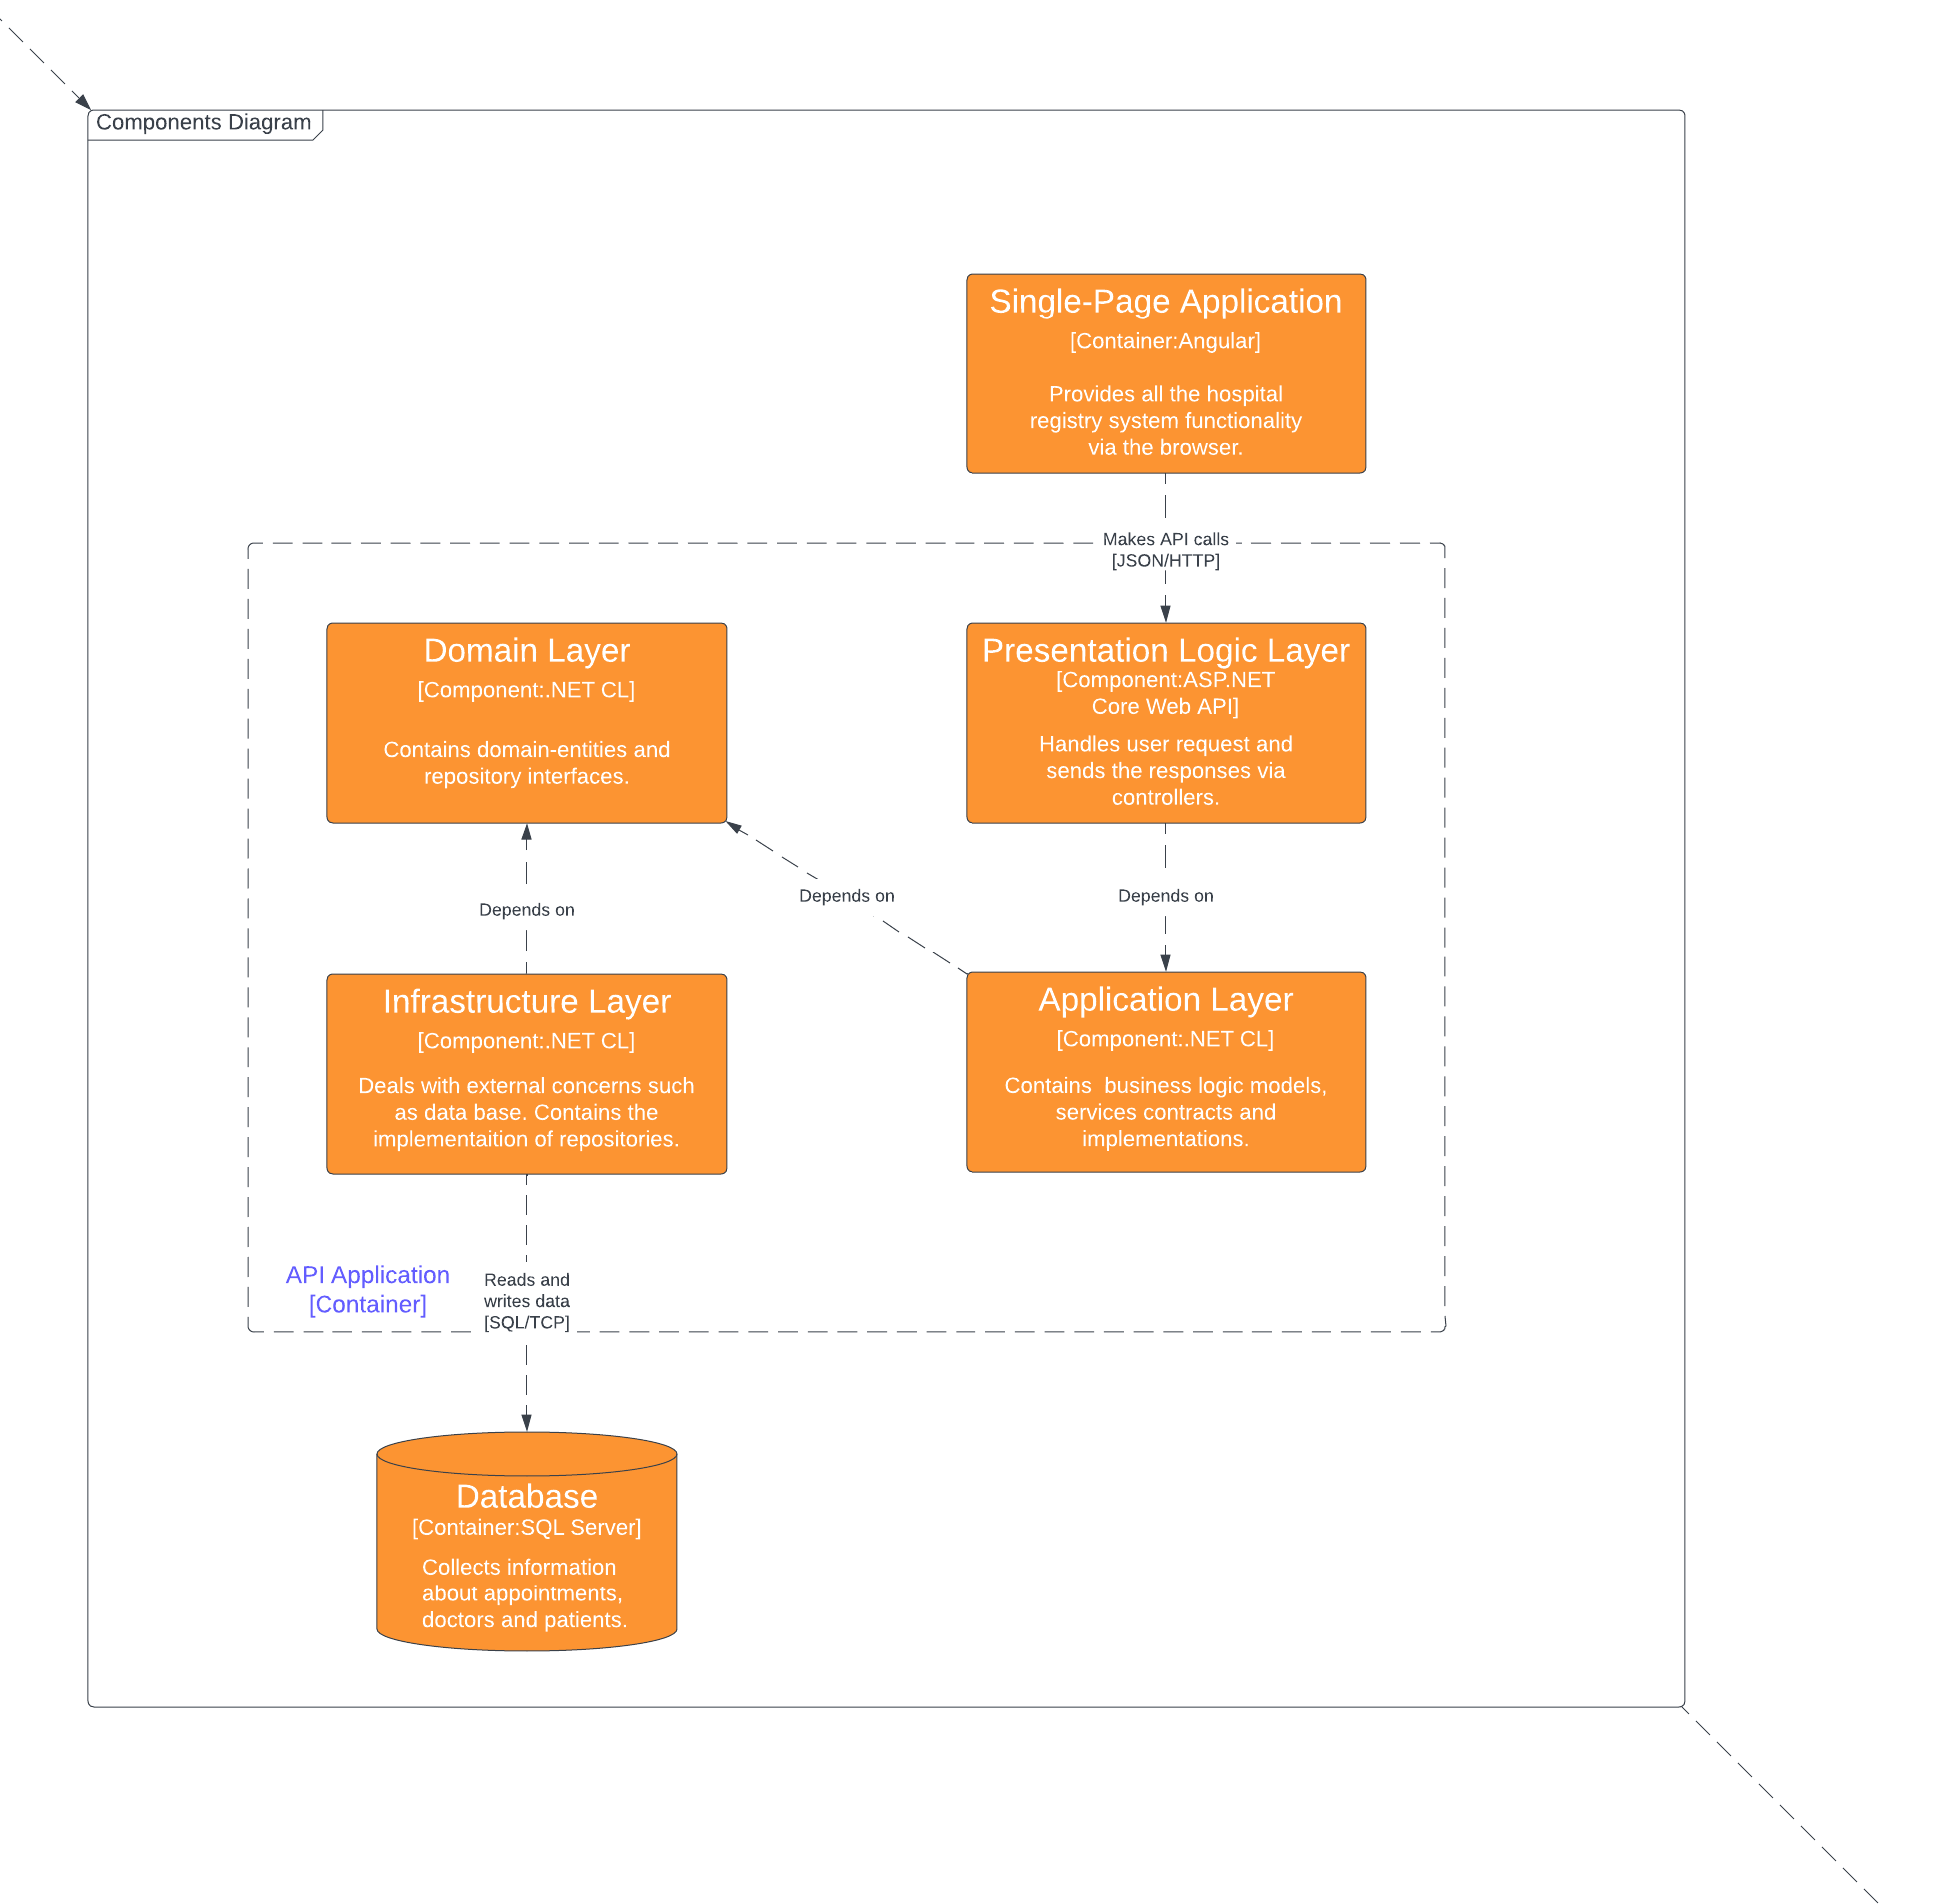 Components Diagram
Single-Page Application
[Container:Angular]
Provides all the hospital
registry system functionality
via the browser.
Makes API calls
[JSON/HTTP]
Domain Layer
[Component:.NET CL]
Contains domain-entities and
repository interfaces.
Presentation Logic Layer
[Component:ASP.NET
Core Web API]
Handles user request and
sends the responses via
controllers.
Depends on
Depends on
Depends on
Infrastructure Layer
[Component:.NET CL]
Deals with external concerns such
as data base. Contains the
implementaition of repositories.
Application Layer
[Component:.NET CL]
Contains  business logic models,
services contracts and
implementations.
API Application
[Container]
Reads and
writes data
[SQL/TCP]
Database
[Container:SQL Server]
Collects information
about appointments,
doctors and patients.